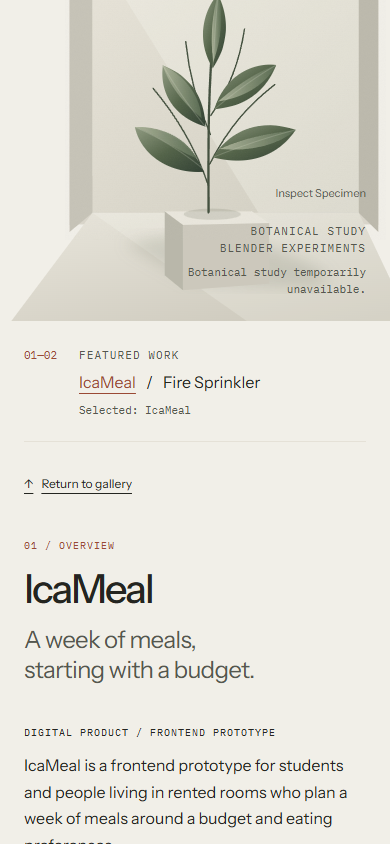 Inspect Specimen
BOTANICAL STUDY
BLENDER EXPERIMENTS
Botanical study temporarily
unavailable.
01—02 FEATURED WORK
IcaMeal / Fire Sprinkler
Selected: IcaMeal
↑ Return to gallery
01 / OVERVIEW
IcaMeal
A week of meals,
starting with a budget.
DIGITAL PRODUCT / FRONTEND PROTOTYPE
IcaMeal is a frontend prototype for students
and people living in rented rooms who plan a
week of meals around a budget and eating
preferences.